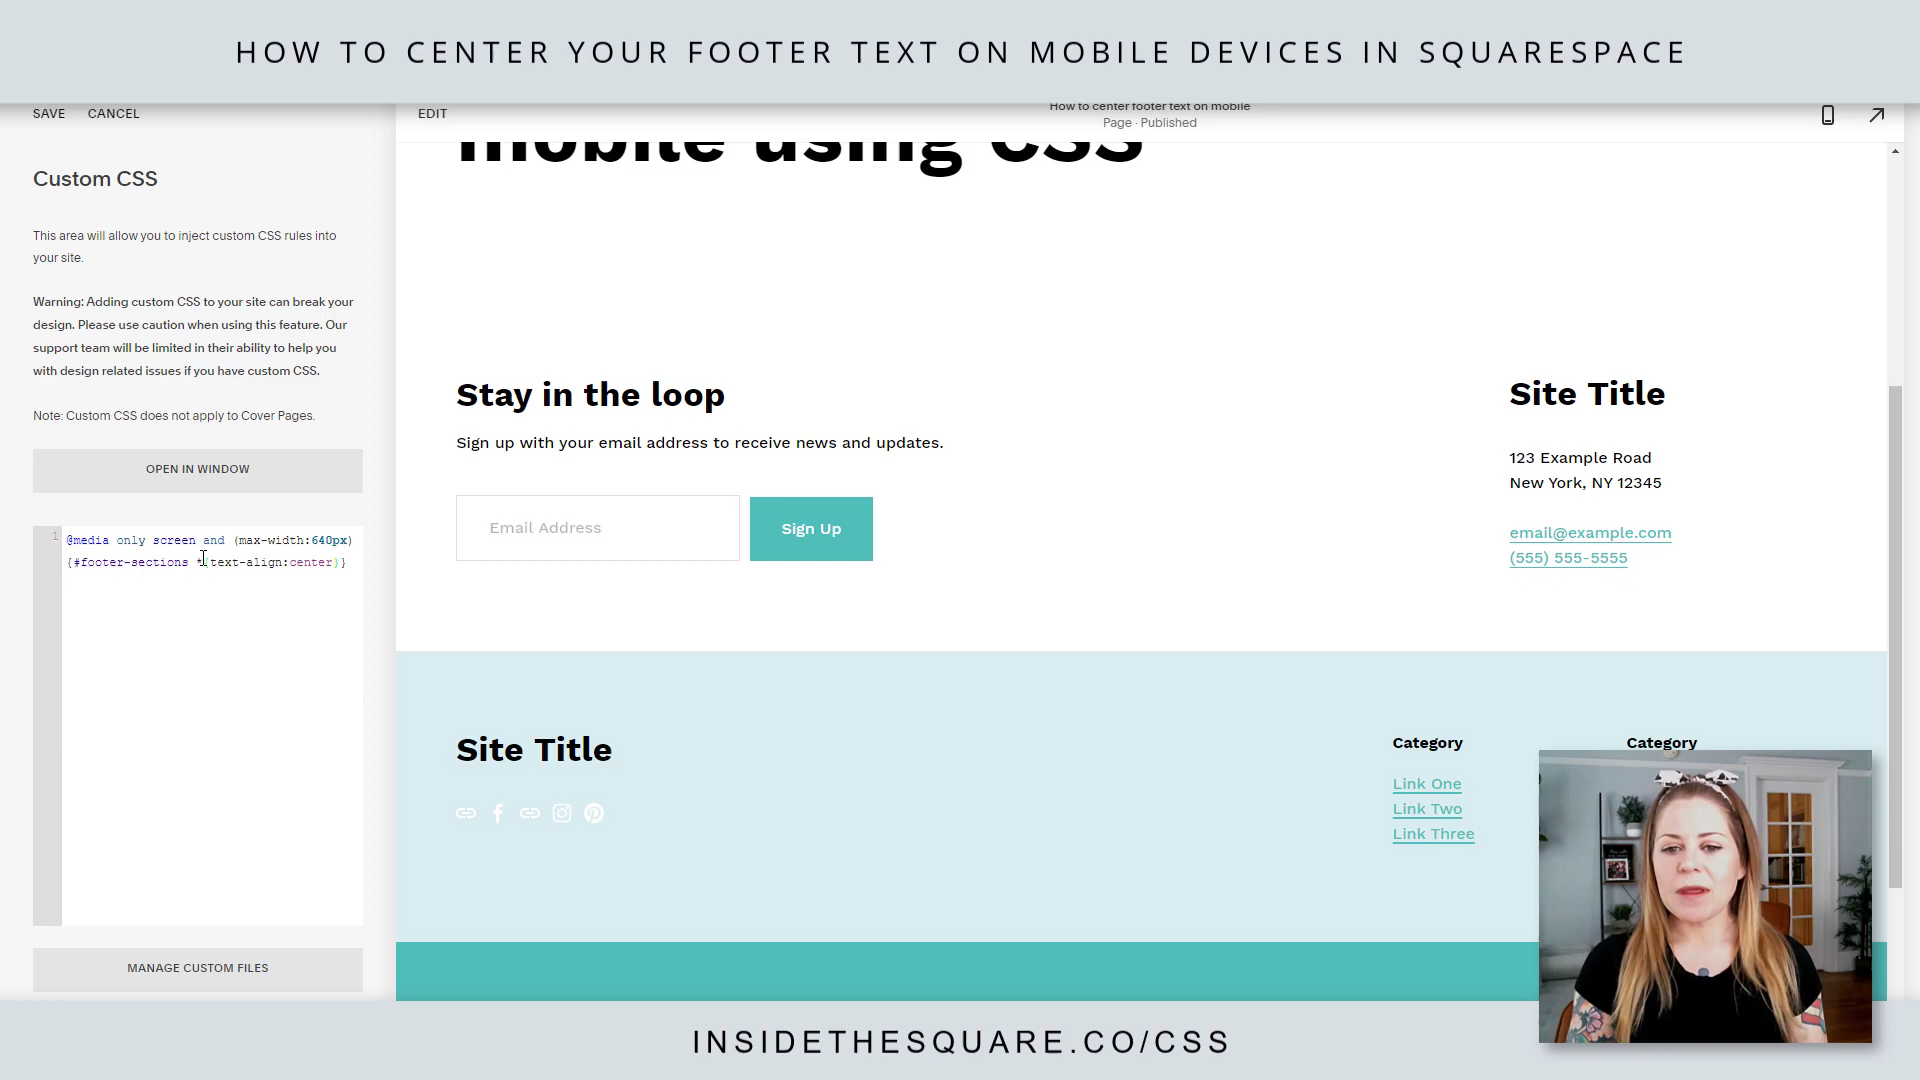 HOW TO CENTER YOUR FOOTER TEXT ON MOBILE DEVICES IN SQUARESPACE
SAVE CANCEL
EDIT
How to center footer text on mobile
Page · Published
mobile using CSS
Custom CSS
This area will allow you to inject custom CSS rules into
your site.
Warning: Adding custom CSS to your site can break your
design. Please use caution when using this feature. Our
support team will be limited in their ability to help you
with design related issues if you have custom CSS.
Note: Custom CSS does not apply to Cover Pages.
OPEN IN WINDOW
1
@media only screen and (max-width:640px)
{#footer-sections *{text-align:center}}
MANAGE CUSTOM FILES
Stay in the loop
Sign up with your email address to receive news and updates.
Email Address
Sign Up
Site Title
123 Example Road
New York, NY 12345
email@example.com
(555) 555-5555
Site Title
Category
Link One
Link Two
Link Three
Category
INSIDETHESQUARE.CO/CSS